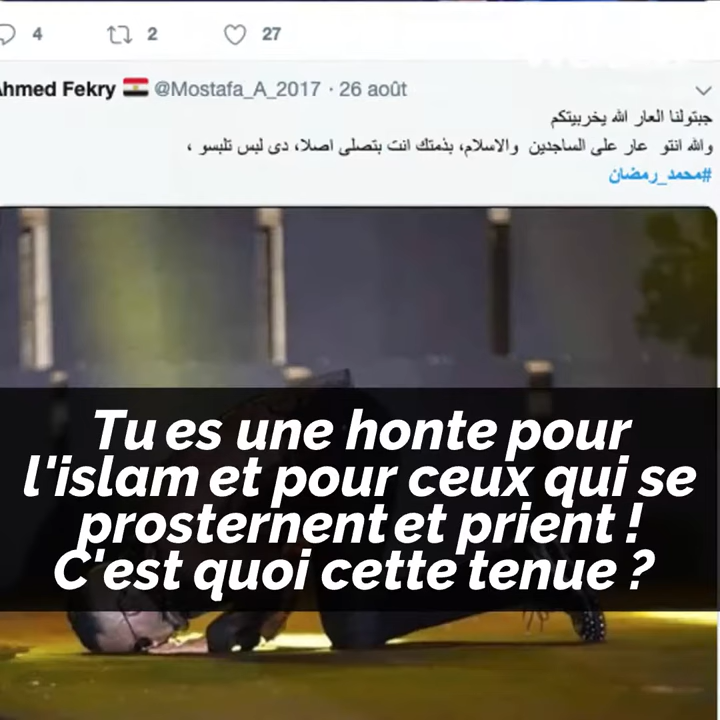 4 2 27
Ahmed Fekry 🇪🇬 @Mostafa_A_2017 · 26 août
جبتولنا العار الله يخربيتكم
والله انتو عار على الساجدين والاسلام، بذمتك انت بتصلى اصلا، دى لبس تلبسو ،
#محمد_رمضان
Tu es une honte pour
l'islam et pour ceux qui se
prosternent et prient !
C'est quoi cette tenue ?